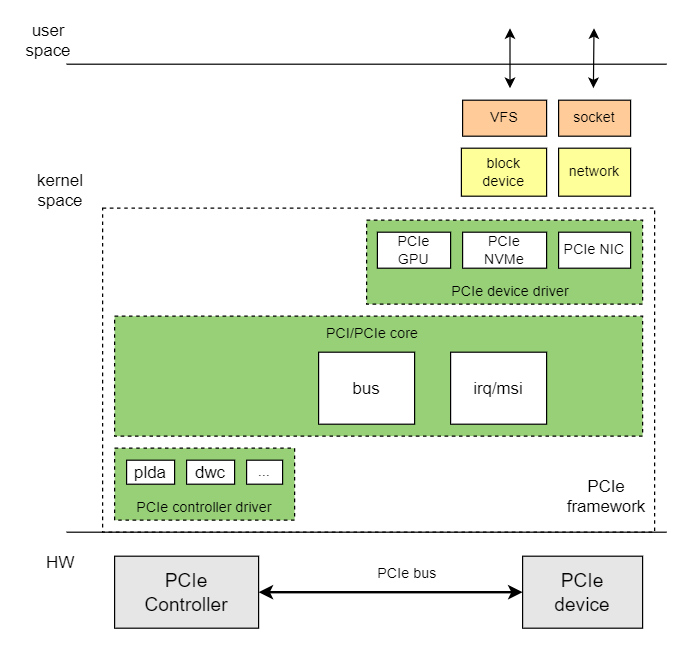 user
space
VFS
socket
block
device
network
kernel
space
PCIe
GPU
PCIe
NVMe
PCIe NIC
PCIe device driver
PCI/PCIe core
bus
irq/msi
plda
dwc
...
PCIe controller driver
PCIe
framework
HW
PCIe
Controller
PCIe bus
PCIe
device